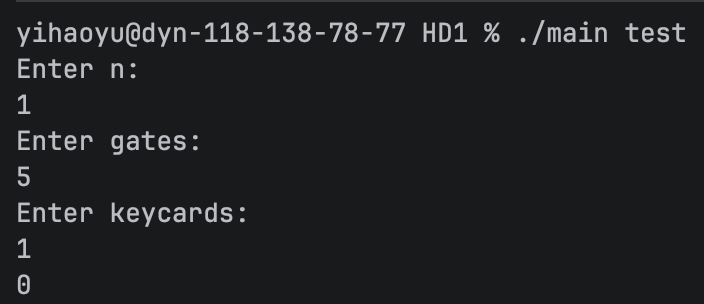 yihaoyu@dyn-118-138-78-77 HD1 % ./main test
Enter n:
1
Enter gates:
5
Enter keycards:
1
0